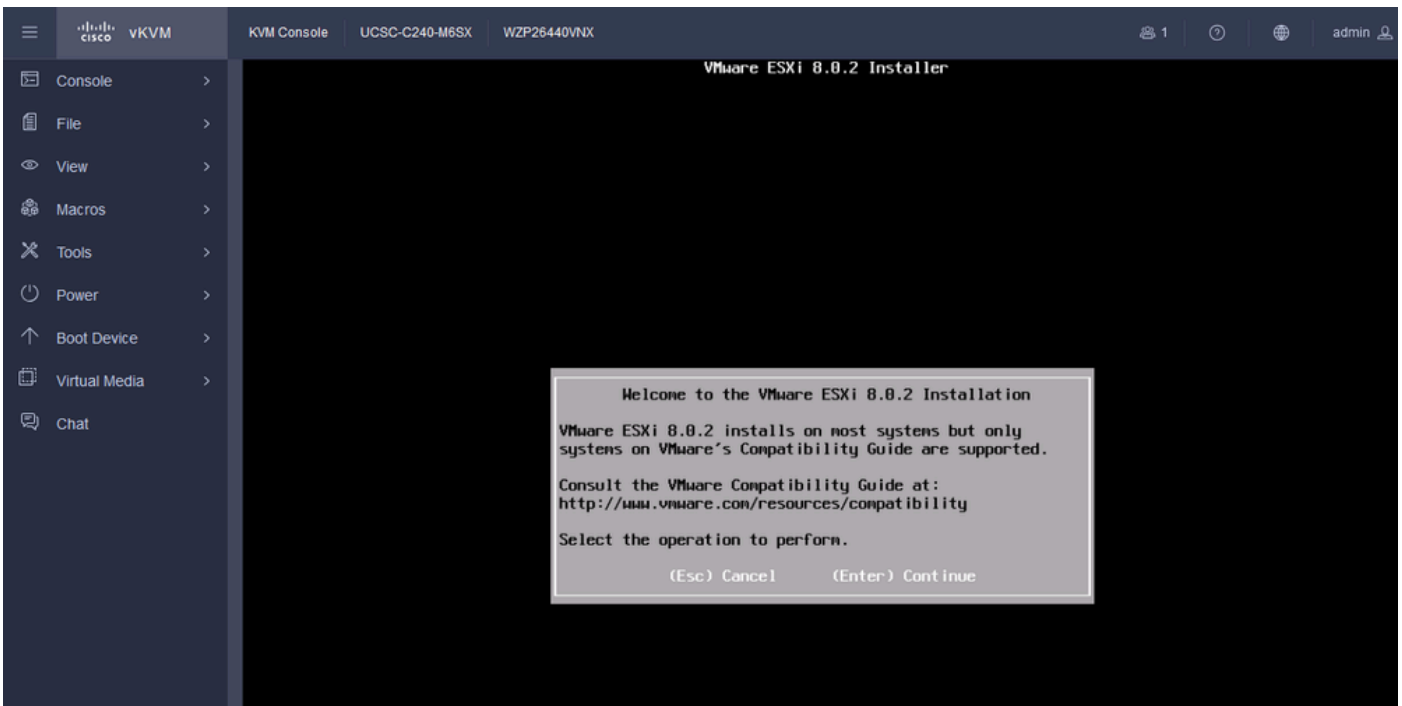 CISCO vKVM KVM Console UCSC-C240-M6SX WZP26440VNX 1 ? admin
Console >
File >
View >
Macros >
Tools >
Power >
Boot Device >
Virtual Media >
Chat
VMware ESXi 8.0.2 Installer
Welcome to the VMware ESXi 8.0.2 Installation
VMware ESXi 8.0.2 installs on most systems but only
systems on VMware's Compatibility Guide are supported.
Consult the VMware Compatibility Guide at:
http://www.vmware.com/resources/compatibility
Select the operation to perform.
(Esc) Cancel (Enter) Continue